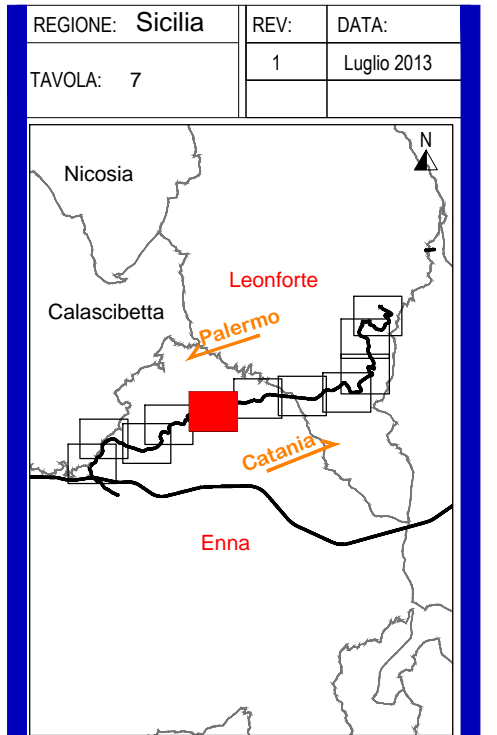 REGIONE: Sicilia
REV:
DATA:
TAVOLA: 7
1
Luglio 2013
N
Nicosia
Leonforte
Calascibetta
Palermo
Catania
Enna